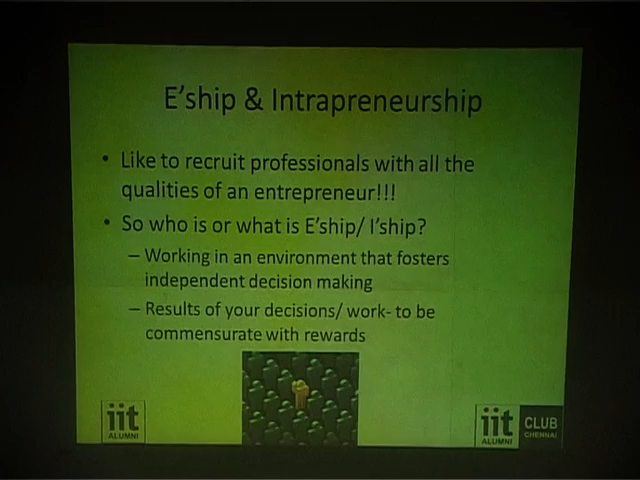 E'ship & Intrapreneurship
• Like to recruit professionals with all the
qualities of an entrepreneur!!!
• So who is or what is E'ship/ I'ship?
– Working in an environment that fosters
independent decision making
– Results of your decisions/ work- to be
commensurate with rewards
iit
ALUMNI
iit
ALUMNI
CLUB
CHENNAI